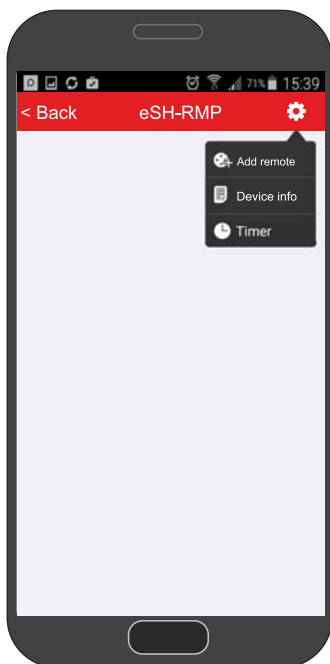 71% 15:39
< Back eSH-RMP
Add remote
Device info
Timer